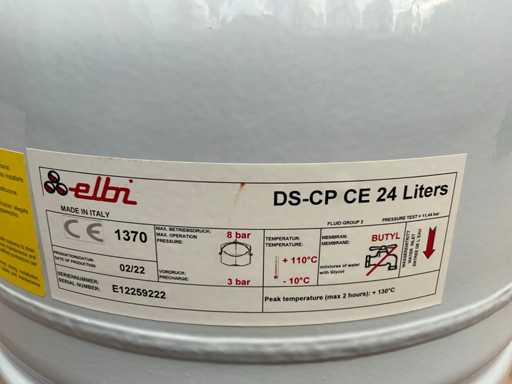 elbi
DS-CP CE 24 Liters
MADE IN ITALY
FLUID GROUP 2
PRESSURE TEST = 11,44 bar
CE 1370
MAX. BETRIEBSDRUCK:
MAX. OPERATION
PRESSURE:
8 bar
TEMPERATUR:
TEMPERATURE:
MEMBRAN:
MEMBRANE:
BUTYL
+ 110°C
- 10°C
mixtures of water
with Glycol
PRODUCTIONDATUM
DATE OF PRODUCTION
02/22
VORDRUCK:
PRECHARGE:
3 bar
WATER INLET
SERIENNUMMER:
SERIAL NUMBER:
E12259222
Peak temperature (max 2 hours): + 130°C